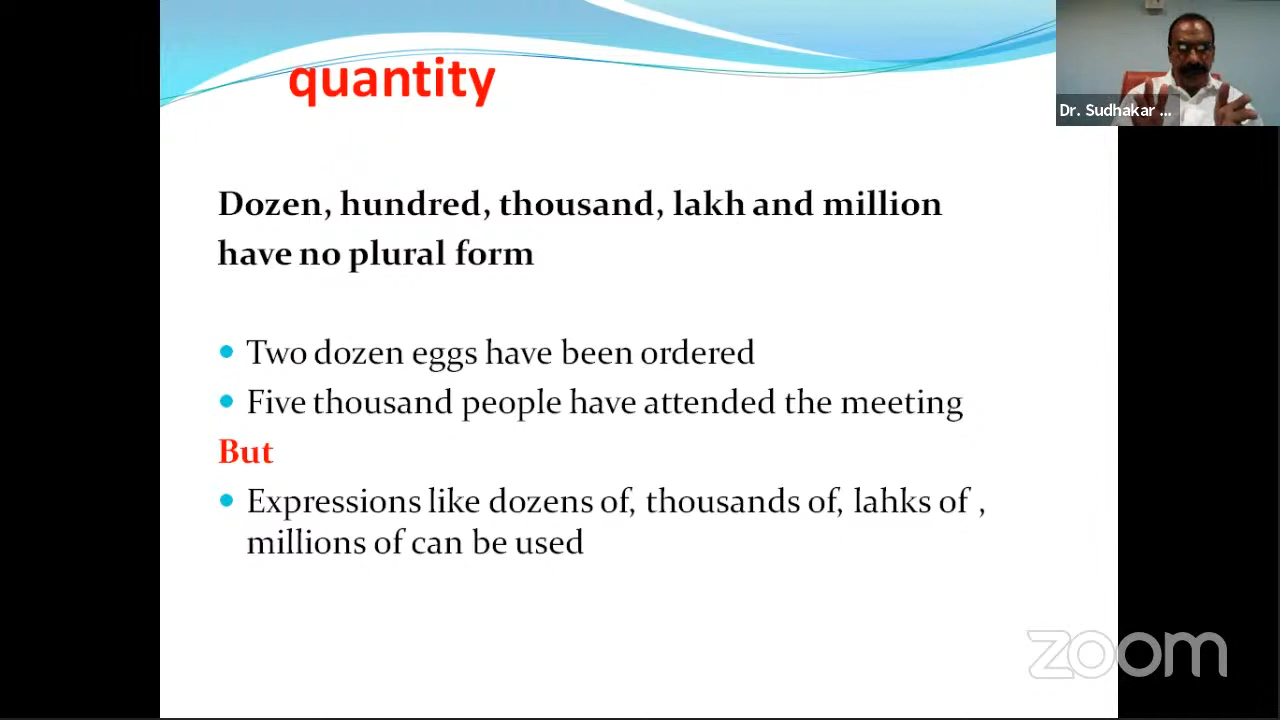 quantity
Dr. Sudhakar ...
Dozen, hundred, thousand, lakh and million
have no plural form
Two dozen eggs have been ordered
Five thousand people have attended the meeting
But
Expressions like dozens of, thousands of, lahks of ,
millions of can be used
zoom